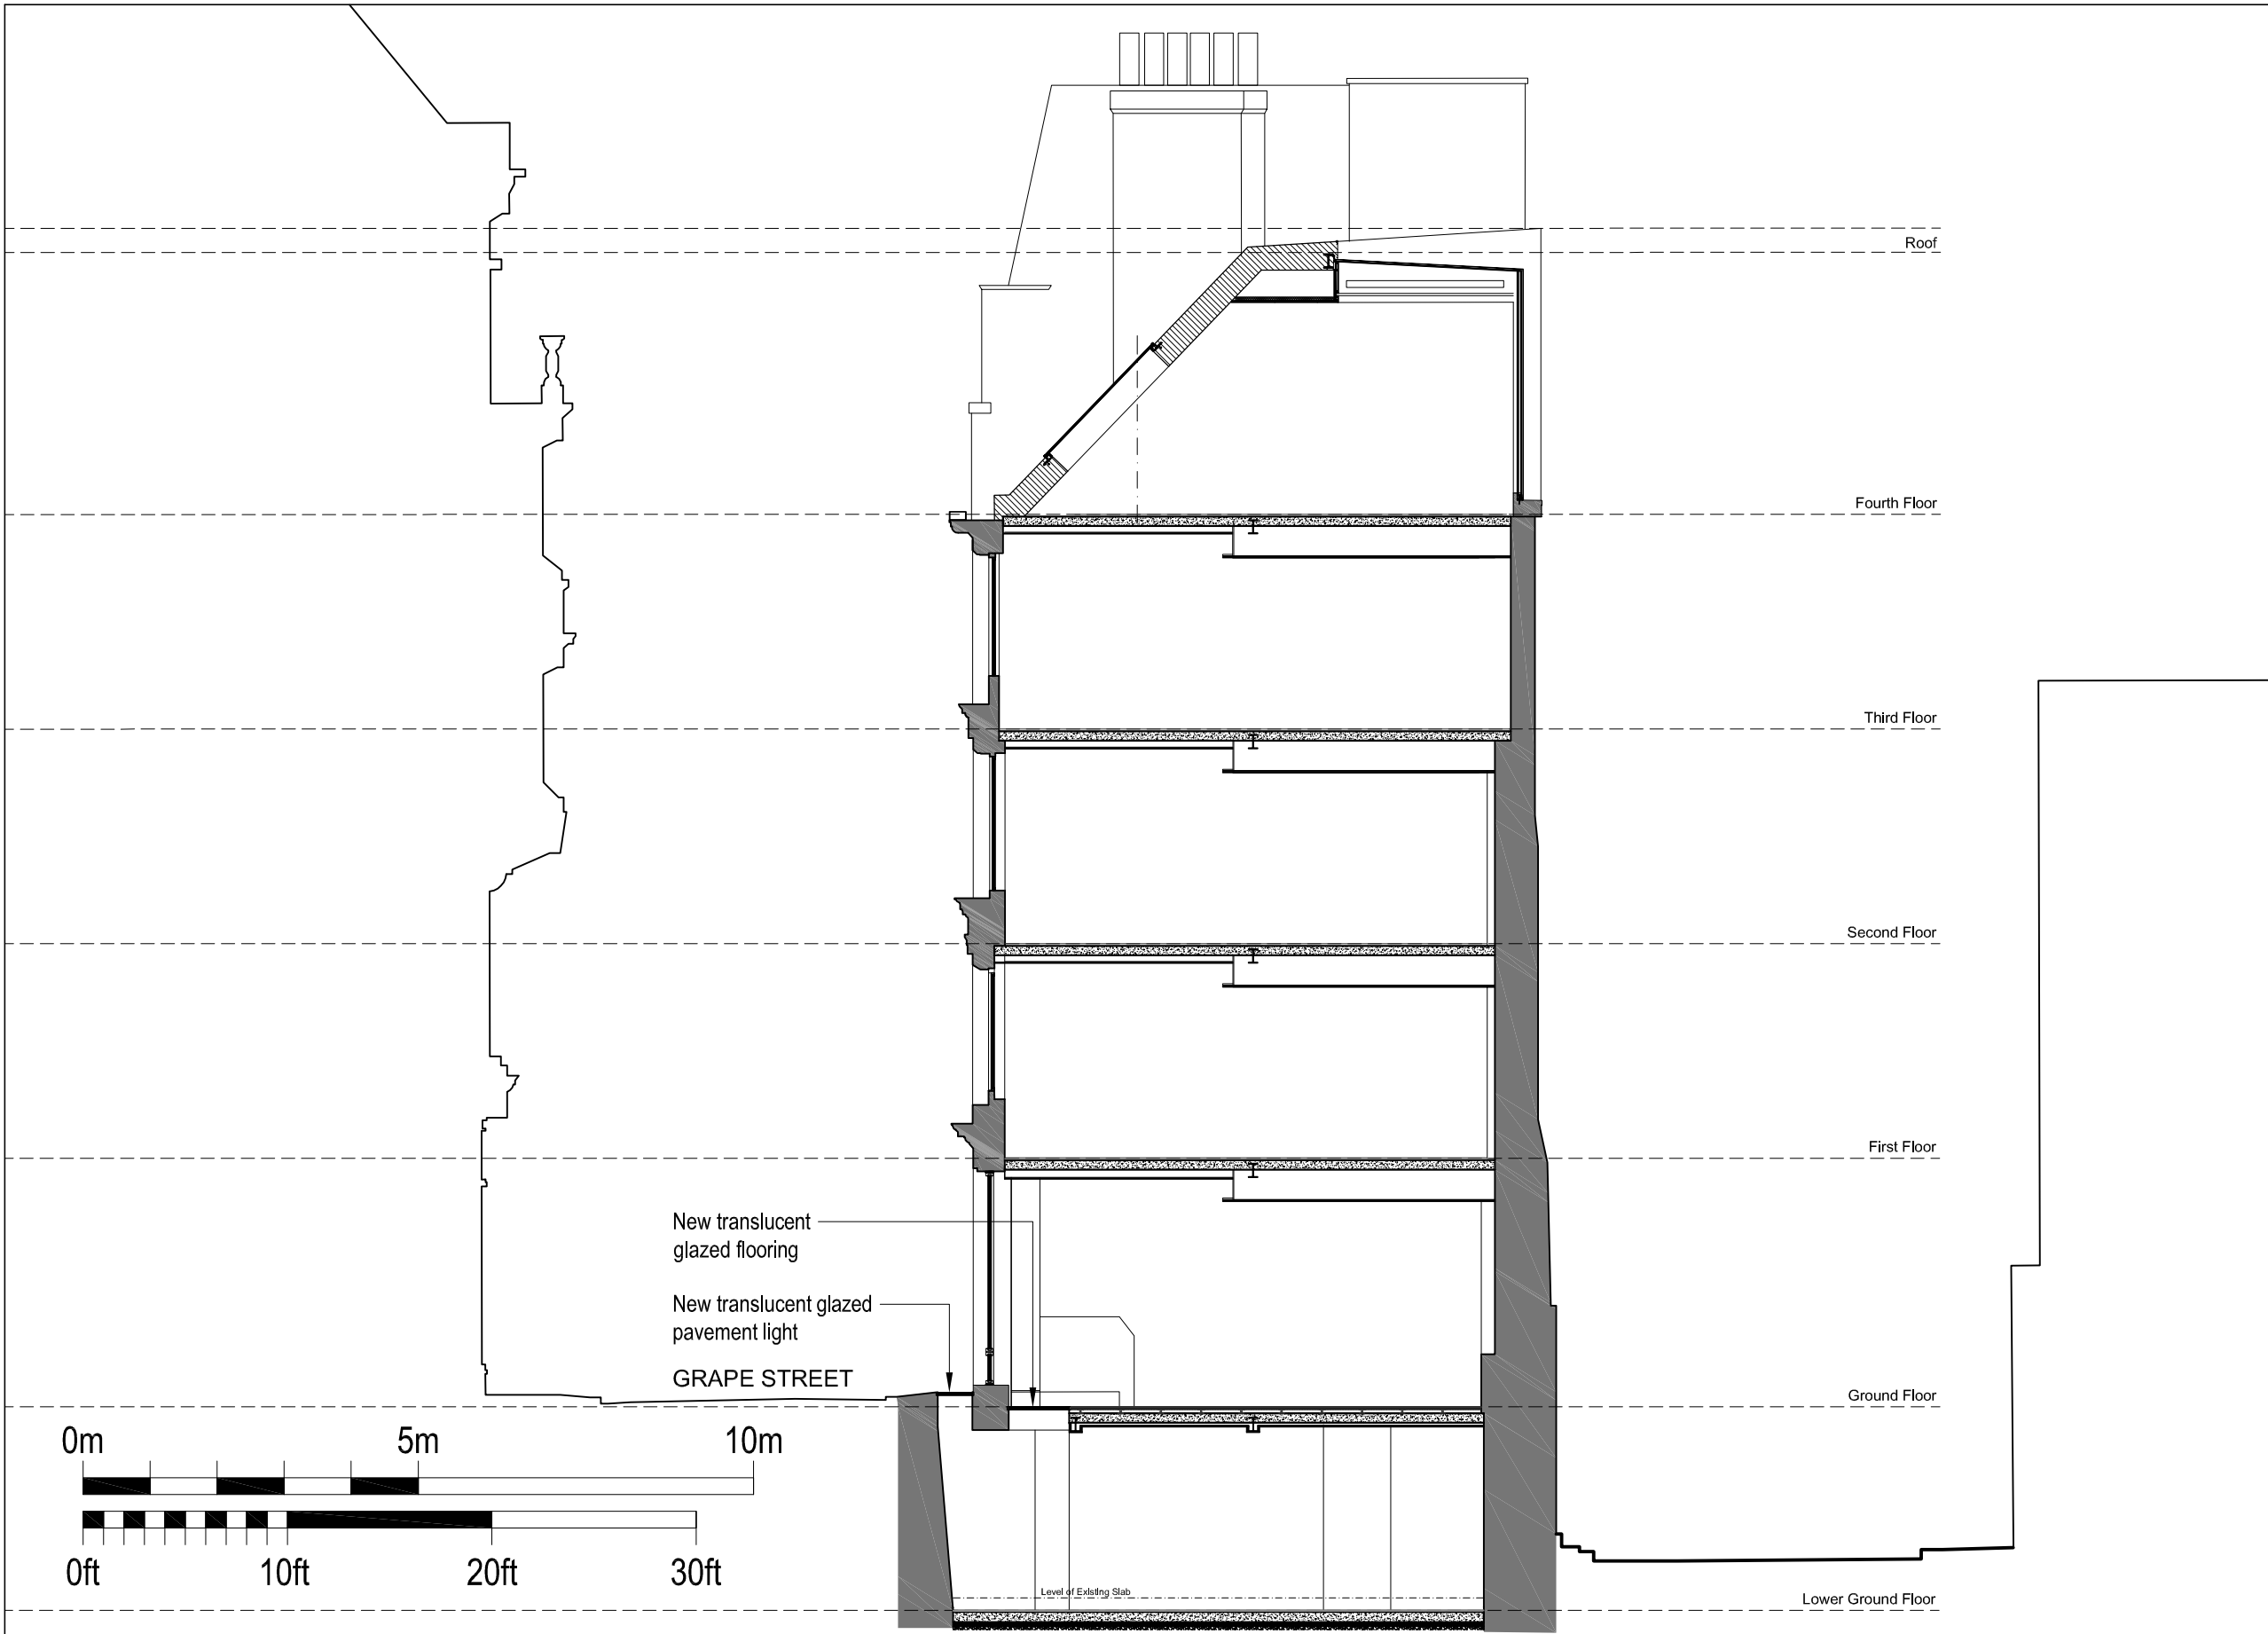 Roof
Fourth Floor
Third Floor
Second Floor
First Floor
New translucent
glazed flooring
New translucent glazed
pavement light
GRAPE STREET
Ground Floor
0m 5m 10m
0ft 10ft 20ft 30ft
Level of Existing Slab
Lower Ground Floor